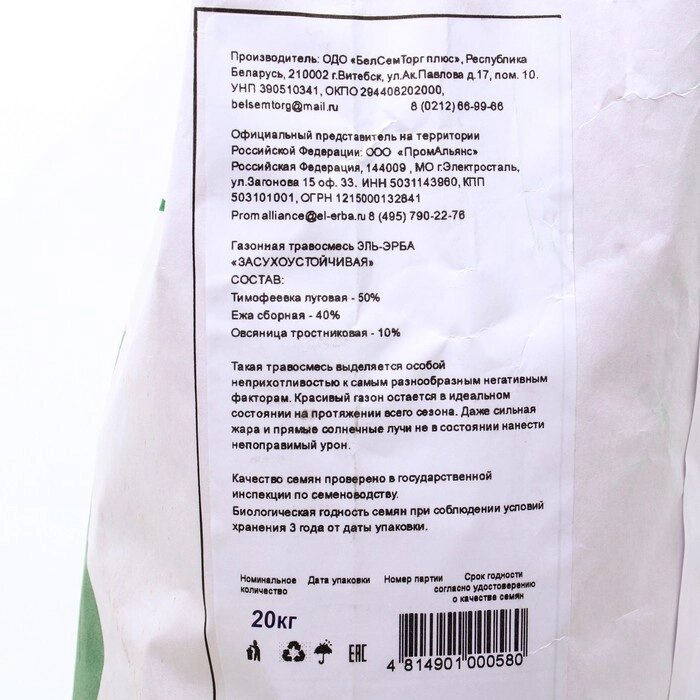 Производитель: ОДО «БелСемТорг плюс», Республика
Беларусь, 210002 г.Витебск, ул.Ак.Павлова д.17, пом. 10.
УНП 390510341, ОКПО 294408202000,
belsemtorg@mail.ru 8 (0212) 66-99-66
Официальный представитель на территории
Российской Федерации: ООО «ПромАльянс»
Российская Федерация, 144009 , МО г.Электросталь,
ул.Загонова 15 оф. 33. ИНН 5031143960, КПП
503101001, ОГРН 1215000132841
Promalliance@el-erba.ru 8 (495) 790-22-76
Газонная травосмесь ЭЛЬ-ЭРБА
«ЗАСУХОУСТОЙЧИВАЯ»
СОСТАВ:
Тимофеевка луговая - 50%
Ежа сборная - 40%
Овсяница тростниковая - 10%
Такая травосмесь выделяется особой
неприхотливостью к самым разнообразным негативным
факторам. Красивый газон остается в идеальном
состоянии на протяжении всего сезона. Даже сильная
жара и прямые солнечные лучи не в состоянии нанести
непоправимый урон.
Качество семян проверено в государственной
инспекции по семеноводству.
Биологическая годность семян при соблюдении условий
хранения 3 года от даты упаковки.
Номинальное Дата упаковки Номер партии Срок годности
количество согласно удостоверению
о качестве семян
20кг
EAC
4 814901 000580